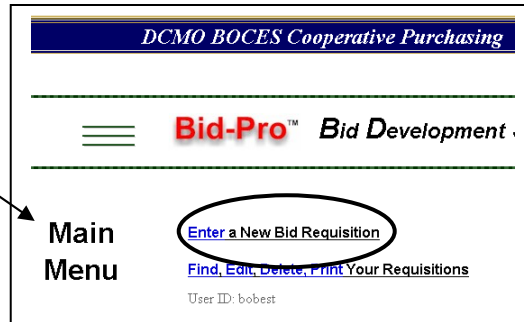 DCMO BOCES Cooperative Purchasing
Bid-Pro™ Bid Development
Main
Menu
Enter a New Bid Requisition
Find, Edit, Delete, Print Your Requisitions
User ID: bobest